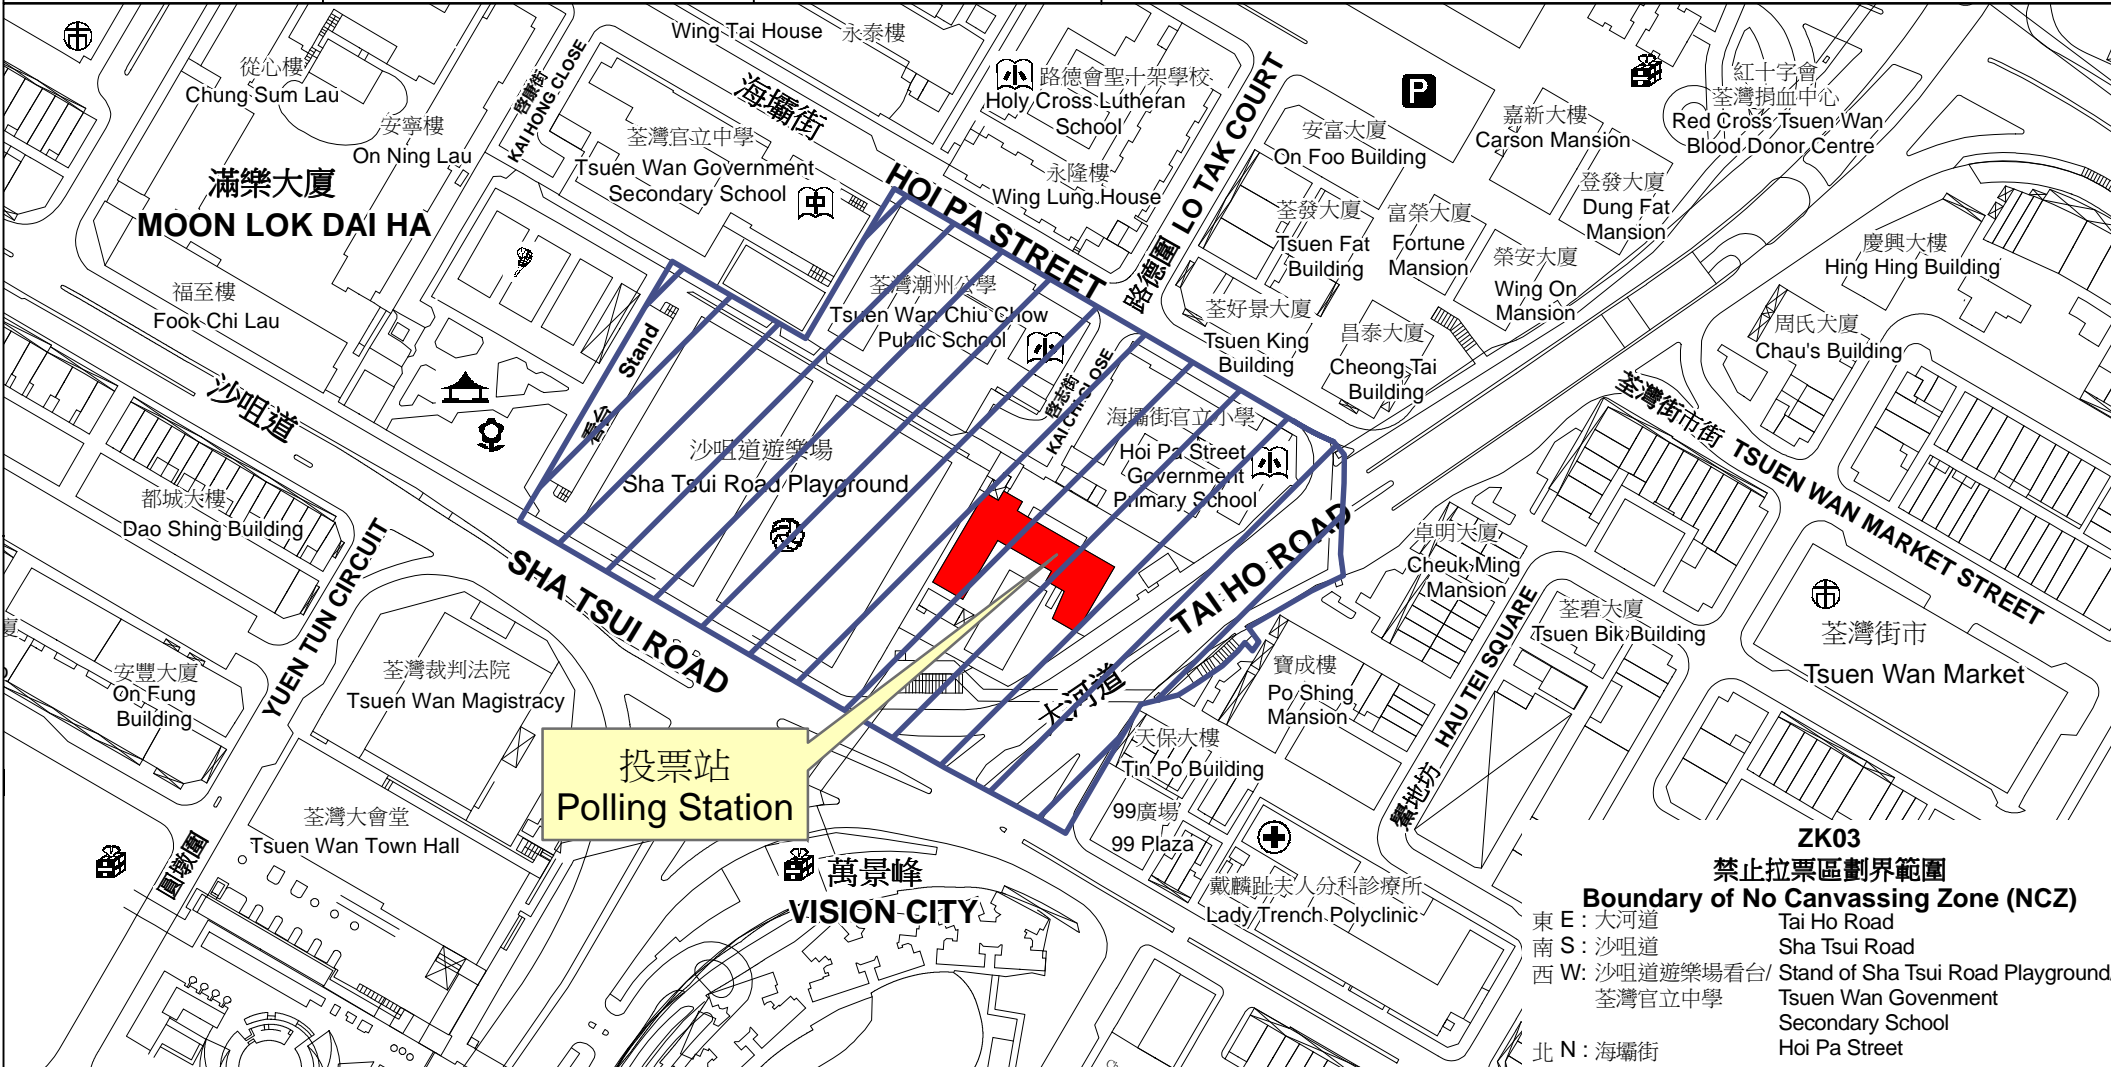 Wing Tai House 永泰樓
從心樓
Chung Sum Lau
安寧樓
On Ning Lau
滿樂大廈
MOON LOK DAI HA
福至樓
Fook Chi Lau
啓康街
KAI HONG CLOSE
海壩街
HOI PA STREET
荃灣官立中學
Tsuen Wan Government
Secondary School
中
小
路德會聖十架學校
Holy Cross Lutheran
School
永隆樓
Wing Lung House
路德圍 LO TAK COURT
P
安富大廈
On Foo Building
嘉新大樓
Carson Mansion
紅十字會
荃灣捐血中心
Red Cross Tsuen Wan
Blood Donor Centre
登發大廈
Dung Fat
Mansion
荃發大廈
Tsuen Fat
Building
富榮大廈
Fortune
Mansion
榮安大廈
Wing On
Mansion
慶興大樓
Hing Hing Building
周氏大廈
Chau's Building
荃好景大廈
Tsuen King
Building
昌泰大廈
Cheong Tai
Building
荃灣潮州公學
Tsuen Wan Chiu Chow
Public School
小
啓志街
KAI CHI CLOSE
Stand
看台
沙咀道遊樂場
Sha Tsui Road Playground
海壩街官立小學
Hoi Pa Street
Government
Primary School
小
沙咀道
SHA TSUI ROAD
都城大樓
Dao Shing Building
YUEN TUN CIRCUIT
圓墩圍
安豐大廈
On Fung
Building
廈
荃灣裁判法院
Tsuen Wan Magistracy
荃灣大會堂
Tsuen Wan Town Hall
投票站
Polling Station
萬景峰
VISION CITY
TAI HO ROAD
大河道
荃灣街市街 TSUEN WAN MARKET STREET
卓明大廈
Cheuk Ming
Mansion
荃碧大廈
Tsuen Bik Building
荃灣街市
Tsuen Wan Market
寶成樓
Po Shing
Mansion
鱟地坊 HAU TEI SQUARE
天保大樓
Tin Po Building
99廣場
99 Plaza
戴麟趾夫人分科診療所
Lady Trench Polyclinic
ZK03
禁止拉票區劃界範圍
Boundary of No Canvassing Zone (NCZ)
東 E : 大河道 Tai Ho Road
南 S : 沙咀道 Sha Tsui Road
西 W: 沙咀道遊樂場看台/ Stand of Sha Tsui Road Playground/
荃灣官立中學 Tsuen Wan Govenment
Secondary School
北 N : 海壩街 Hoi Pa Street